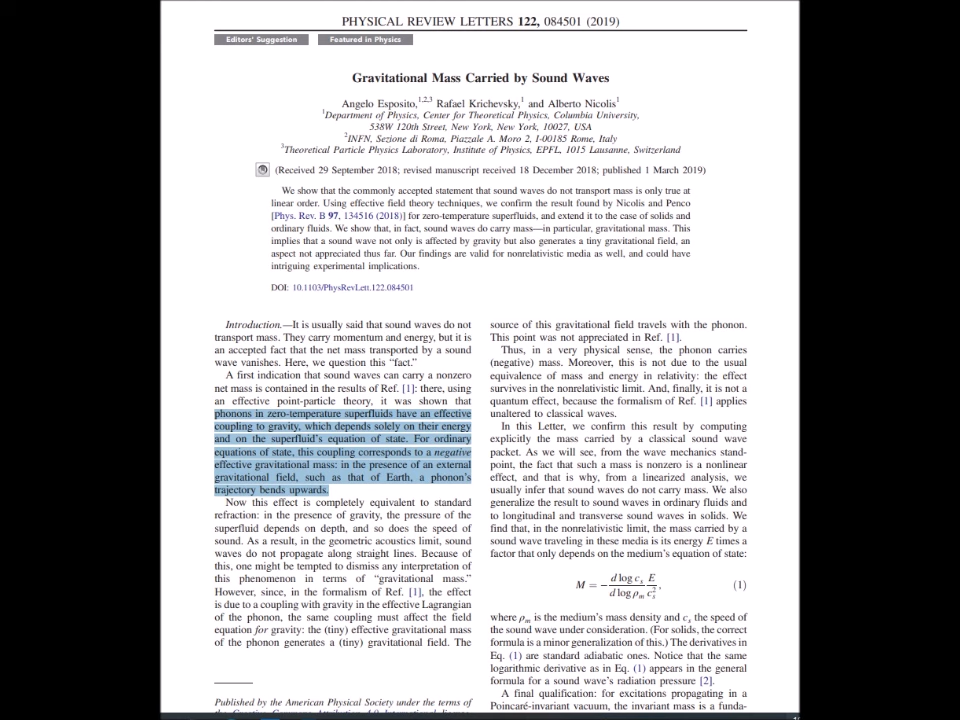 PHYSICAL REVIEW LETTERS 122, 084501 (2019)
Editors' Suggestion Featured in Physics
Gravitational Mass Carried by Sound Waves
Angelo Esposito,1,2,3 Rafael Krichevsky,1 and Alberto Nicolis1
1Department of Physics, Center for Theoretical Physics, Columbia University,
538W 120th Street, New York, New York, 10027, USA
2INFN, Sezione di Roma, Piazzale A. Moro 2, I-00185 Rome, Italy
3Theoretical Particle Physics Laboratory, Institute of Physics, EPFL, 1015 Lausanne, Switzerland
(Received 29 September 2018; revised manuscript received 18 December 2018; published 1 March 2019)
We show that the commonly accepted statement that sound waves do not transport mass is only true at
linear order. Using effective field theory techniques, we confirm the result found by Nicolis and Penco
[Phys. Rev. B 97, 134516 (2018)] for zero-temperature superfluids, and extend it to the case of solids and
ordinary fluids. We show that, in fact, sound waves do carry mass—in particular, gravitational mass. This
implies that a sound wave not only is affected by gravity but also generates a tiny gravitational field, an
aspect not appreciated thus far. Our findings are valid for nonrelativistic media as well, and could have
intriguing experimental implications.
DOI: 10.1103/PhysRevLett.122.084501
Introduction.—It is usually said that sound waves do not
transport mass. They carry momentum and energy, but it is
an accepted fact that the net mass transported by a sound
wave vanishes. Here, we question this “fact.”
A first indication that sound waves can carry a nonzero
net mass is contained in the results of Ref. [1]: there, using
an effective point-particle theory, it was shown that
phonons in zero-temperature superfluids have an effective
coupling to gravity, which depends solely on their energy
and on the superfluid's equation of state. For ordinary
equations of state, this coupling corresponds to a negative
effective gravitational mass: in the presence of an external
gravitational field, such as that of Earth, a phonon's
trajectory bends upwards.
Now this effect is completely equivalent to standard
refraction: in the presence of gravity, the pressure of the
superfluid depends on depth, and so does the speed of
sound. As a result, in the geometric acoustics limit, sound
waves do not propagate along straight lines. Because of
this, one might be tempted to dismiss any interpretation of
this phenomenon in terms of “gravitational mass.”
However, since, in the formalism of Ref. [1], the effect
is due to a coupling with gravity in the effective Lagrangian
of the phonon, the same coupling must affect the field
equation for gravity: the (tiny) effective gravitational mass
of the phonon generates a (tiny) gravitational field. The
Published by the American Physical Society under the terms of
source of this gravitational field travels with the phonon.
This point was not appreciated in Ref. [1].
Thus, in a very physical sense, the phonon carries
(negative) mass. Moreover, this is not due to the usual
equivalence of mass and energy in relativity: the effect
survives in the nonrelativistic limit. And, finally, it is not a
quantum effect, because the formalism of Ref. [1] applies
unaltered to classical waves.
In this Letter, we confirm this result by computing
explicitly the mass carried by a classical sound wave
packet. As we will see, from the wave mechanics stand-
point, the fact that such a mass is nonzero is a nonlinear
effect, and that is why, from a linearized analysis, we
usually infer that sound waves do not carry mass. We also
generalize the result to sound waves in ordinary fluids and
to longitudinal and transverse sound waves in solids. We
find that, in the nonrelativistic limit, the mass carried by a
sound wave traveling in these media is its energy E times a
factor that only depends on the medium's equation of state:
M = − d log cs / d log ρm E / cs2, (1)
where ρm is the medium's mass density and cs the speed of
the sound wave under consideration. (For solids, the correct
formula is a minor generalization of this.) The derivatives in
Eq. (1) are standard adiabatic ones. Notice that the same
logarithmic derivative as in Eq. (1) appears in the general
formula for a sound wave's radiation pressure [2].
A final qualification: for excitations propagating in a
Poincaré-invariant vacuum, the invariant mass is a funda-